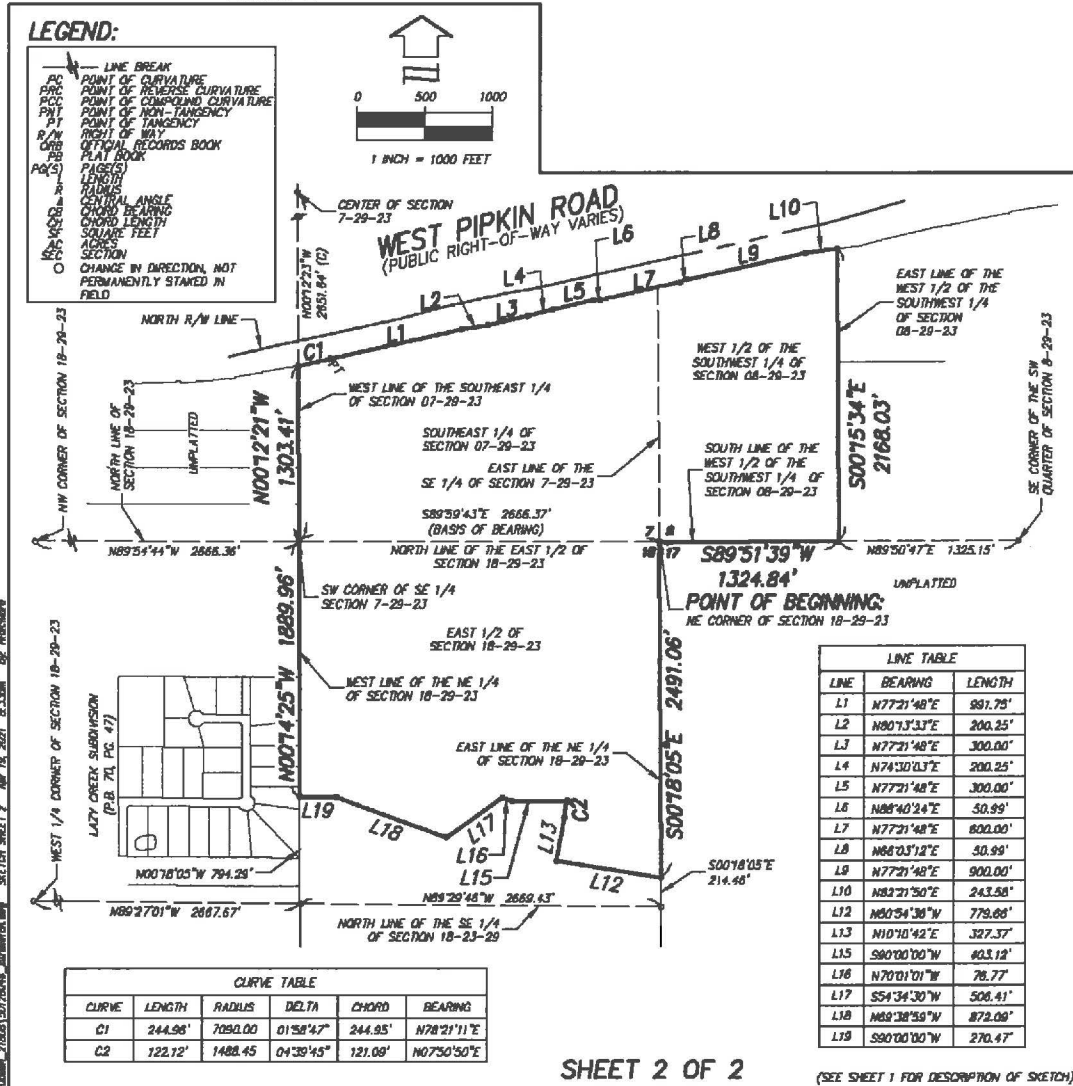 LEGEND:
LINE BREAK
PC POINT OF CURVATURE
PRC POINT OF REVERSE CURVATURE
PCC POINT OF COMPOUND CURVATURE
PNT POINT OF NON-TANGENCY
PT POINT OF TANGENCY
R/W RIGHT OF WAY
ORB OFFICIAL RECORDS BOOK
PB PLAT BOOK
PG(S) PAGE(S)
L LENGTH
R RADIUS
Δ CENTRAL ANGLE
CB CHORD BEARING
CH CHORD LENGTH
SF SQUARE FEET
AC ACRES
SEC SECTION
O CHANGE IN DIRECTION, NOT
PERMANENTLY STAKED IN
FIELD
0 500 1000
1 INCH = 1000 FEET
CENTER OF SECTION
7-29-23
N00°12'23"W
2651.64' (C)
WEST PIPKIN ROAD
(PUBLIC RIGHT-OF-WAY VARIES)
NORTH R/W LINE
C1
PT
L1
L2
L3
L4
L5
L6
L7
L8
L9
L10
EAST LINE OF THE
WEST 1/2 OF THE
SOUTHWEST 1/4
OF SECTION
08-29-23
WEST LINE OF THE SOUTHEAST 1/4
OF SECTION 07-29-23
WEST 1/2 OF THE
SOUTHWEST 1/4 OF
SECTION 08-29-23
NW CORNER OF SECTION 18-29-23
NORTH LINE OF
SECTION 18-29-23
UNPLATTED
N00°12'21"W
1303.41'
SOUTHEAST 1/4 OF
SECTION 07-29-23
EAST LINE OF THE
SE 1/4 OF SECTION 7-29-23
SOUTH LINE OF THE
WEST 1/2 OF THE
SOUTHWEST 1/4 OF
SECTION 08-29-23
S00°15'34"E
2168.03'
SE CORNER OF THE SW
QUARTER OF SECTION 8-29-23
S89°59'43"E 2666.37'
(BASIS OF BEARING)
N89°54'44"W 2666.36'
NORTH LINE OF THE EAST 1/2 OF
SECTION 18-29-23
7 8
18 17
S89°51'39"W
1324.84'
N89°50'47"E 1325.15'
UNPLATTED
POINT OF BEGINNING:
NE CORNER OF SECTION 18-29-23
SW CORNER OF SE 1/4
SECTION 7-29-23
EAST 1/2 OF
SECTION 18-29-23
N00°14'25"W 1889.96'
WEST LINE OF THE NE 1/4
OF SECTION 18-29-23
EAST LINE OF THE NE 1/4
OF SECTION 18-29-23
S00°18'05"E 2491.06'
WEST 1/4 CORNER OF SECTION 18-29-23
LAZY CREEK SUBDIVISION
(P.B. 70, PG. 47)
L19
L18
L17
L16
L15
C2
L13
L12
N00°18'05"W 794.29'
S00°18'05"E
214.46'
N89°27'01"W 2667.67'
N89°29'46"W 2669.43'
NORTH LINE OF THE SE 1/4
OF SECTION 18-23-29
LINE TABLE
LINE BEARING LENGTH
L1 N77°21'48"E 991.75'
L2 N80°13'33"E 200.25'
L3 N77°21'48"E 300.00'
L4 N74°30'03"E 200.25'
L5 N77°21'48"E 300.00'
L6 N88°40'24"E 50.99'
L7 N77°21'48"E 600.00'
L8 N66°03'12"E 50.99'
L9 N77°21'48"E 900.00'
L10 N82°21'50"E 243.58'
L12 N80°54'36"W 779.66'
L13 N10°10'42"E 327.37'
L15 S90°00'00"W 403.12'
L16 N70°01'01"W 76.77'
L17 S54°34'30"W 506.41'
L18 N69°38'59"W 872.09'
L19 S90°00'00"W 270.47'
CURVE TABLE
CURVE LENGTH RADIUS DELTA CHORD BEARING
C1 244.96' 7090.00 01°58'47" 244.95' N78°21'11"E
C2 122.12' 1488.45 04°39'45" 121.09' N07°50'50"E
SHEET 2 OF 2
(SEE SHEET 1 FOR DESCRIPTION OF SKETCH)